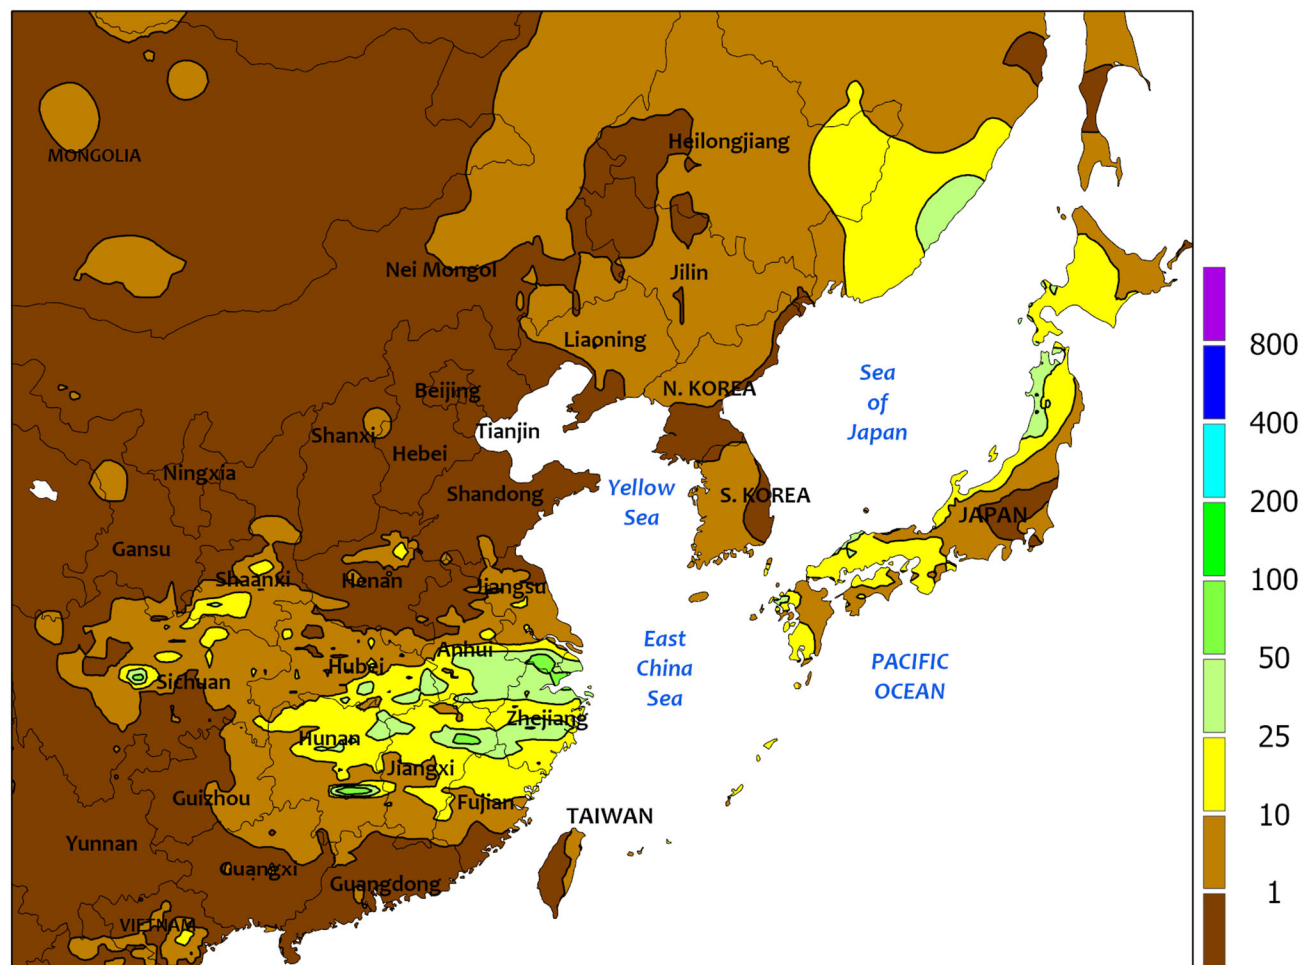 Heilongjiang
MONGOLIA
Nei Mongol
Jilin
Liaoning
800
Sea
of
Japan
Beijing
N. KOREA
400
Shanxi
Tianjin
Hebei
Ningxia
Shandong
Yellow
Sea
S. KOREA
200
JAPAN
Gansu
Shaanxi
Henan
Jiangsu
100
East
China
Sea
Anhui
Hubei
Sichuan
PACIFIC
OCEAN
50
Zhejiang
Hunan
25
Jiangxi
Guizhou
Fujian
TAIWAN
10
Yunnan
Guangxi
Guangdong
1
VIETNAM